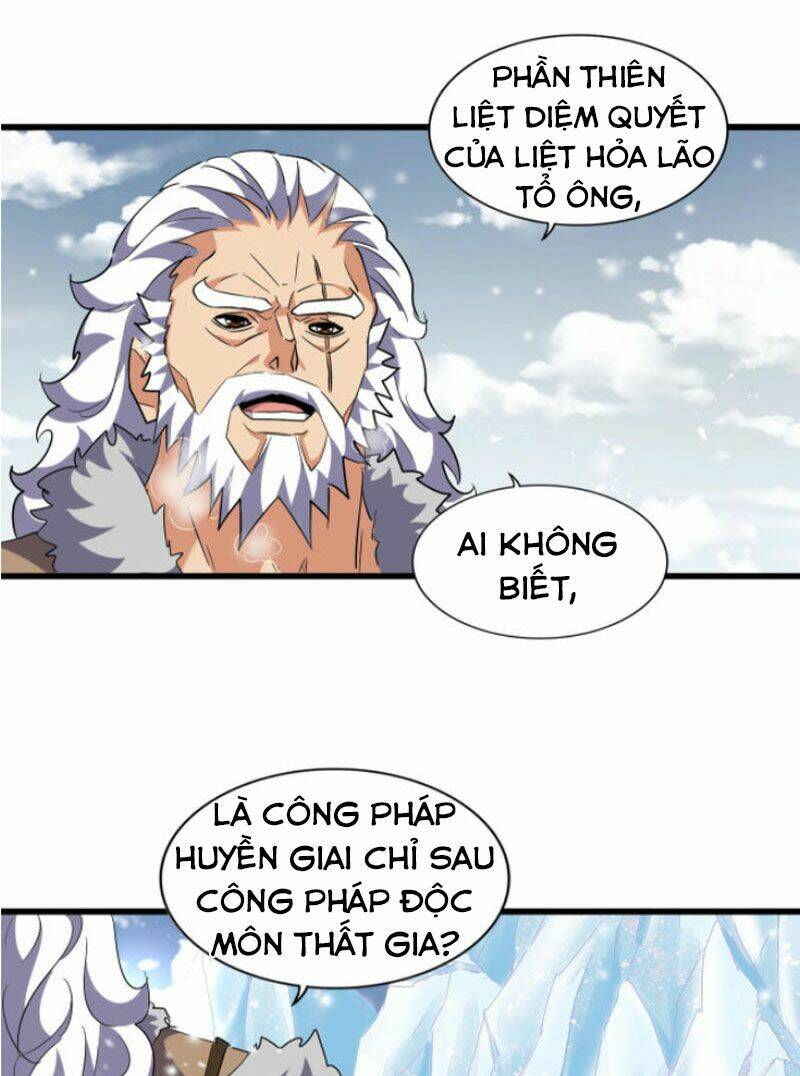 PHẦN THIÊN
LIỆT DIỆM QUYẾT
CỦA LIỆT HỎA LÃO
TỔ ÔNG,
AI KHÔNG
BIẾT,
LÀ CÔNG PHÁP
HUYỀN GIAI CHỈ SAU
CÔNG PHÁP ĐỘC
MÔN THẤT GIA?